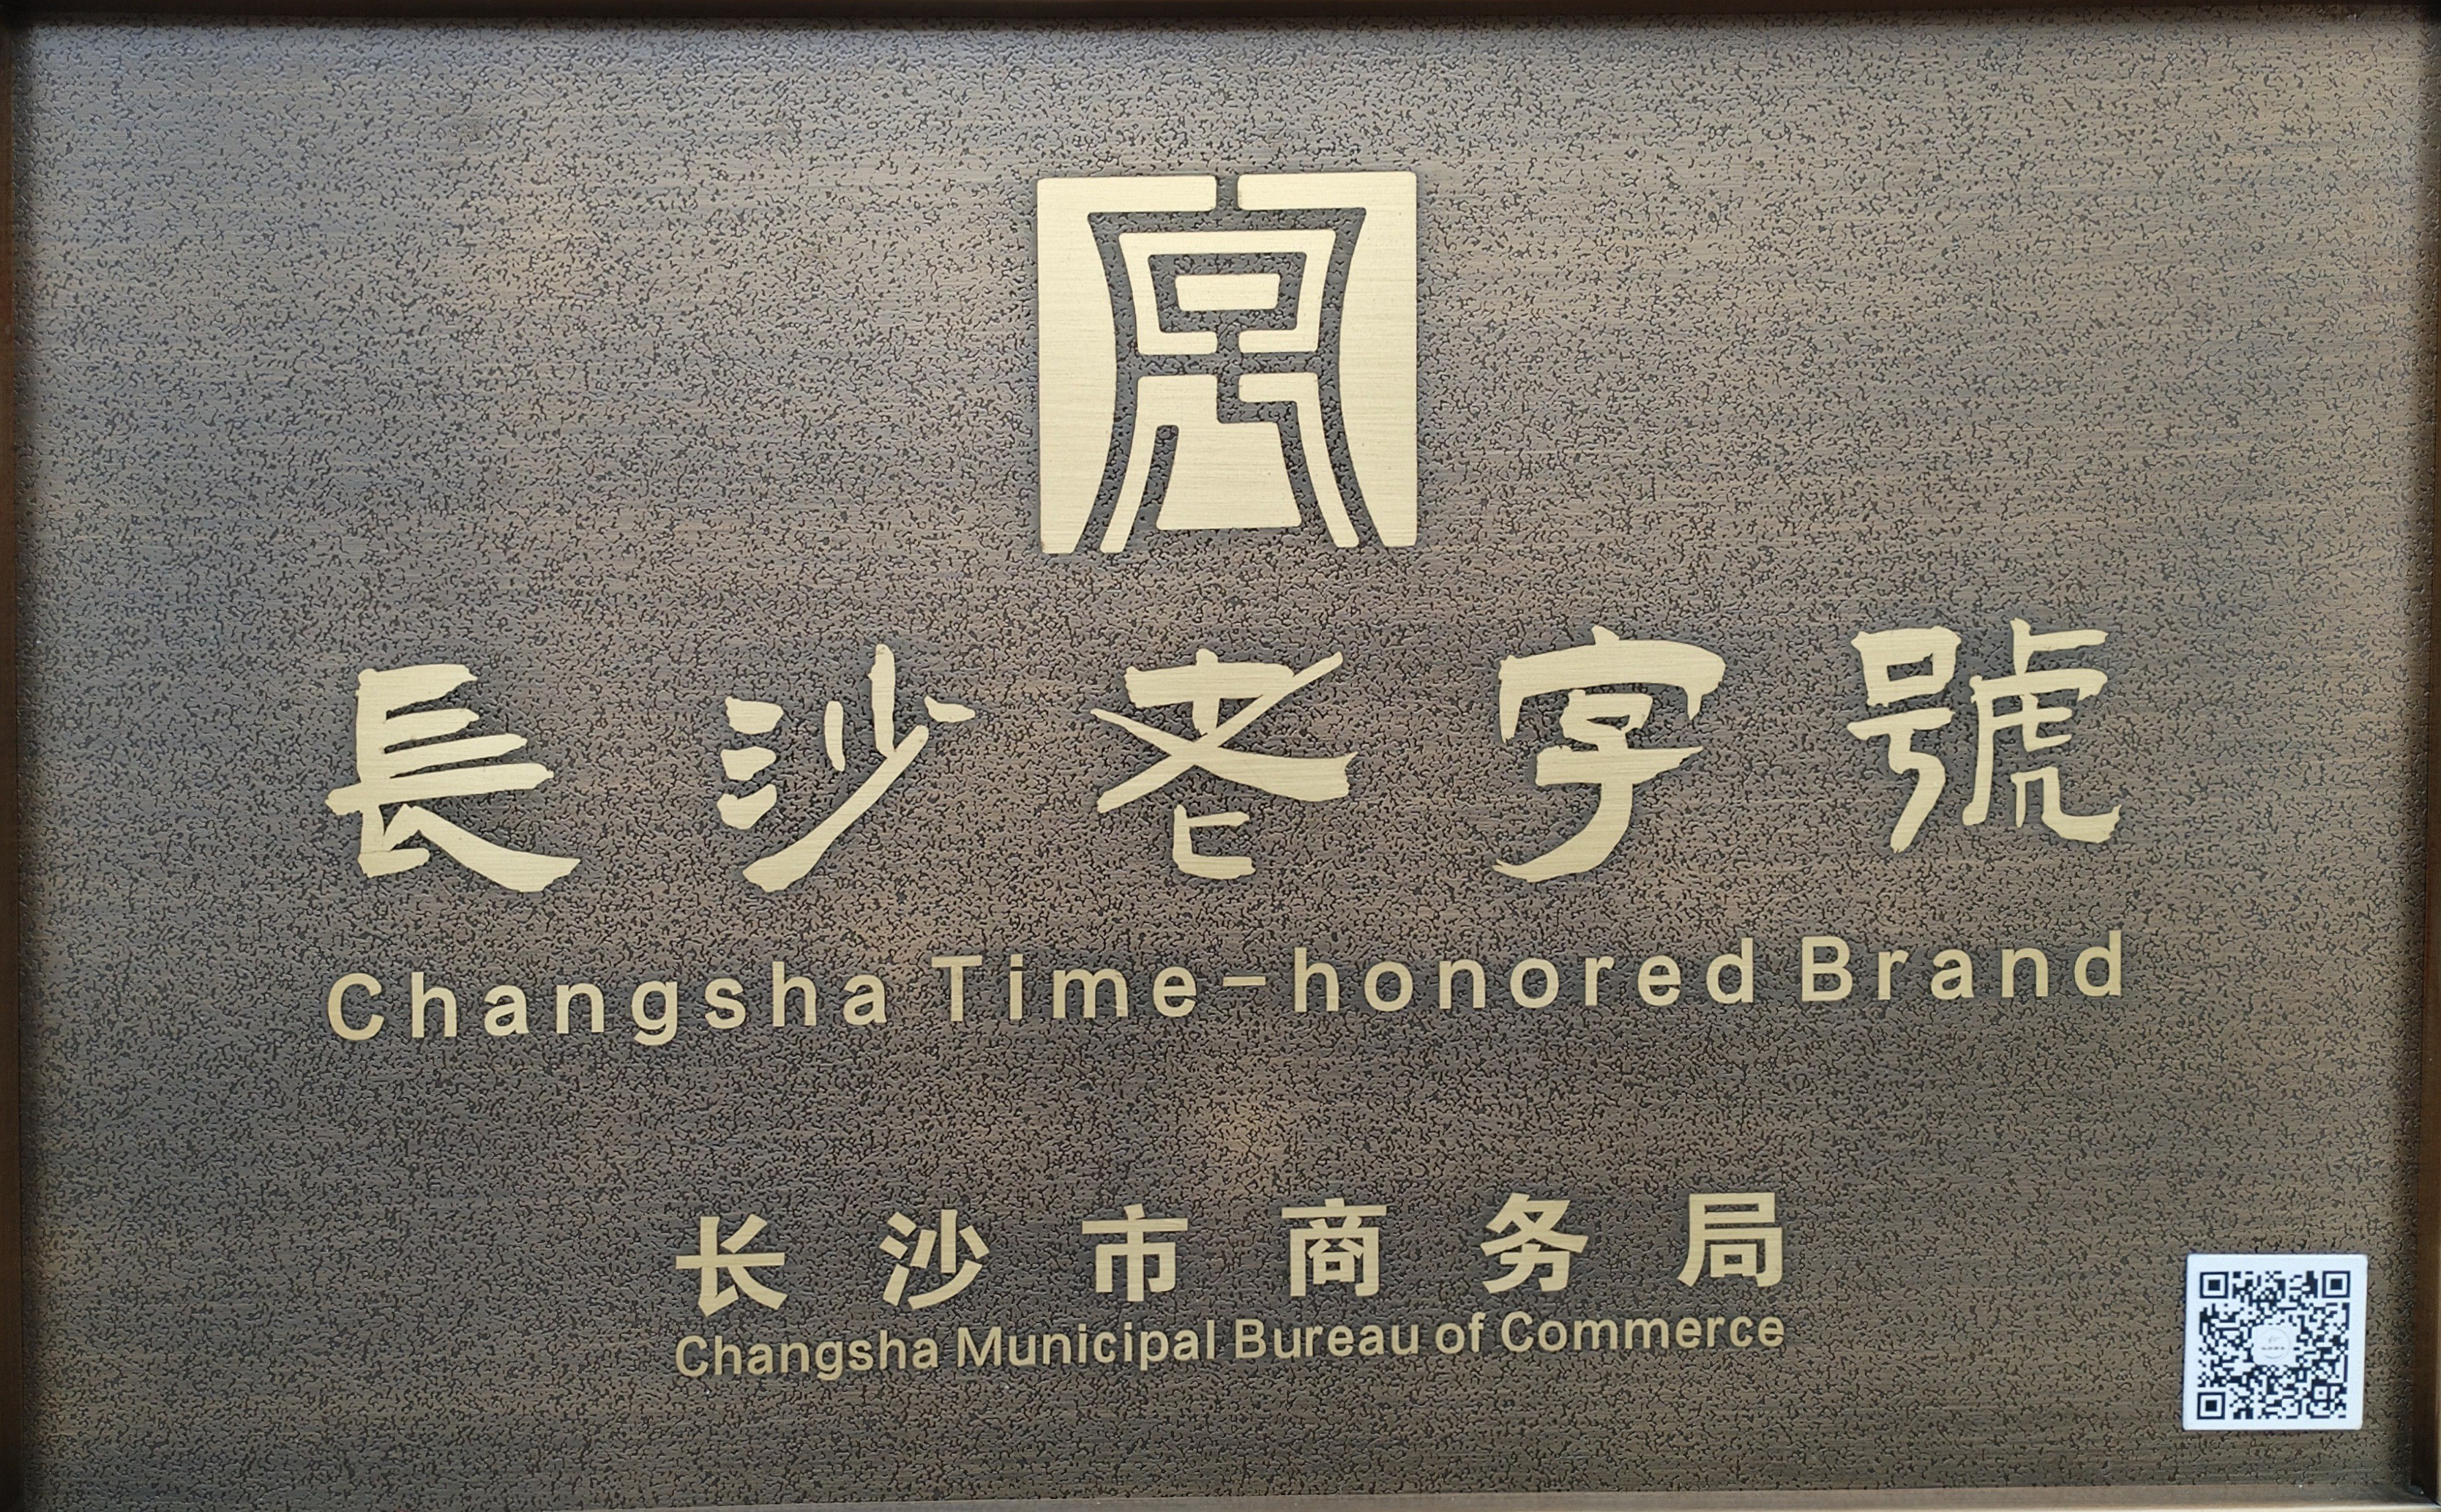 長沙老字號
Changsha Time-honored Brand
长沙市商务局
Changsha Municipal Bureau of Commerce